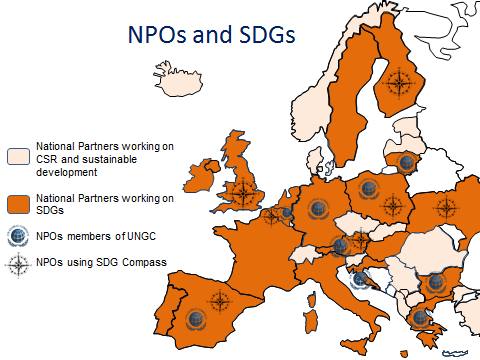 NPOs and SDGs
National Partners working on
CSR and sustainable
development
National Partners working on
SDGs
NPOs members of UNGC
NPOs using SDG Compass